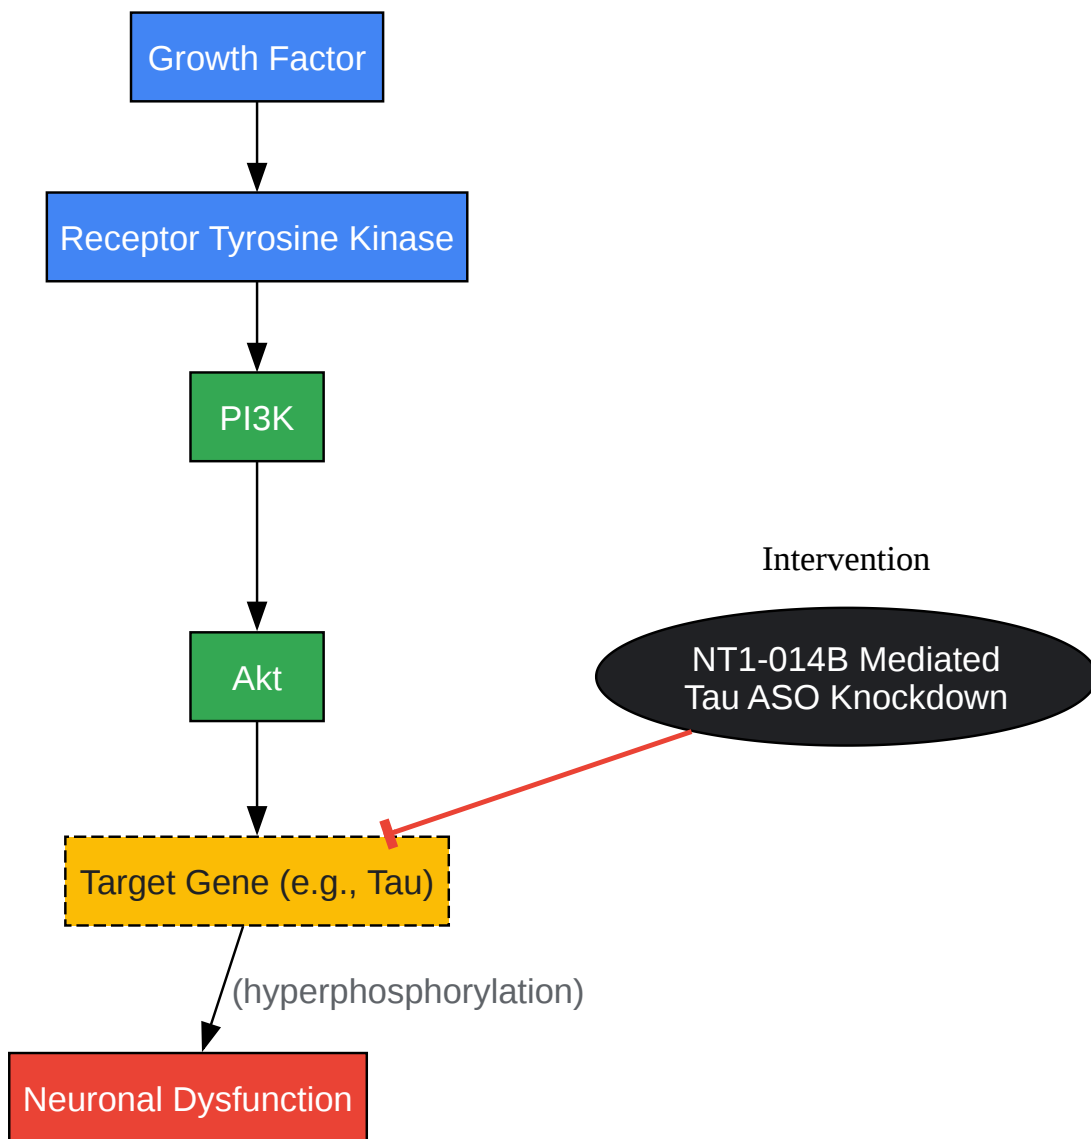 Growth Factor
Receptor Tyrosine Kinase
PI3K
Intervention
NT1-014B Mediated
Tau ASO Knockdown
Akt
Target Gene (e.g., Tau)
(hyperphosphorylation)
Neuronal Dysfunction